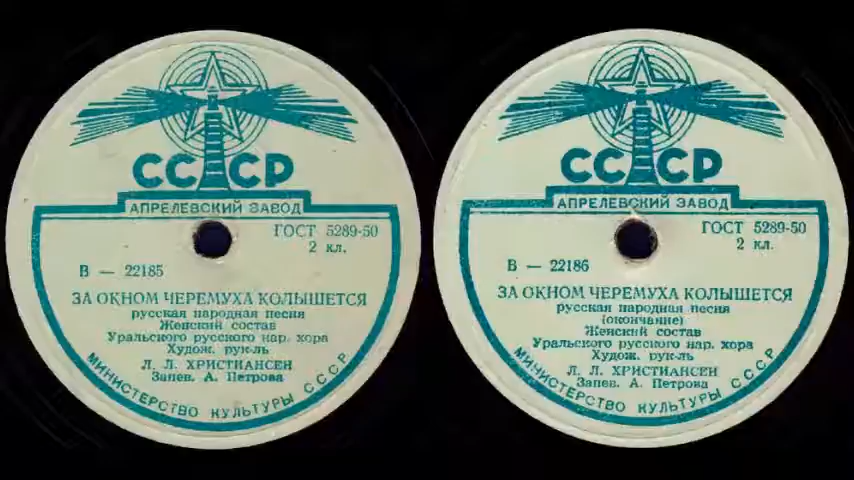 СССР
АПРЕЛЕВСКИЙ ЗАВОД
ГОСТ 5289-50
2 кл.
В — 22185
ЗА ОКНОМ ЧЕРЕМУХА КОЛЫШЕТСЯ
русская народная песня
Женский состав
Уральского русского нар. хора
Худож. рук-ль
Л. Л. ХРИСТИАНСЕН
Запев. А. Петрова
МИНИСТЕРСТВО КУЛЬТУРЫ СССР
СССР
АПРЕЛЕВСКИЙ ЗАВОД
ГОСТ 5289-50
2 кл.
В — 22186
ЗА ОКНОМ ЧЕРЕМУХА КОЛЫШЕТСЯ
русская народная песня
(окончание)
Женский состав
Уральского русского нар. хора
Худож. рук-ль
Л. Л. ХРИСТИАНСЕН
Запев. А. Петрова
МИНИСТЕРСТВО КУЛЬТУРЫ СССР